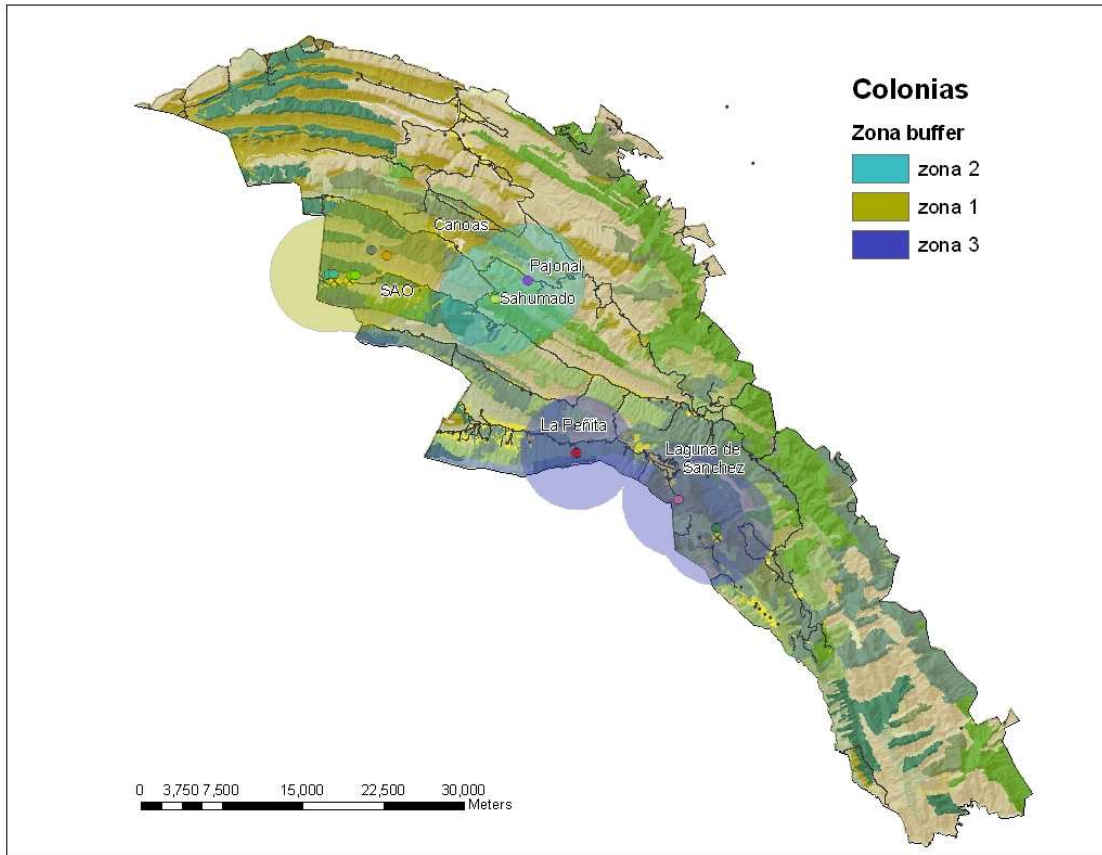 Colonias
Zona buffer
zona 2
zona 1
zona 3
Canoas
Pajonal
SAO
Sahumado
La Peñita
Laguna de
Sanchez
0 3,750 7,500 15,000 22,500 30,000
Meters